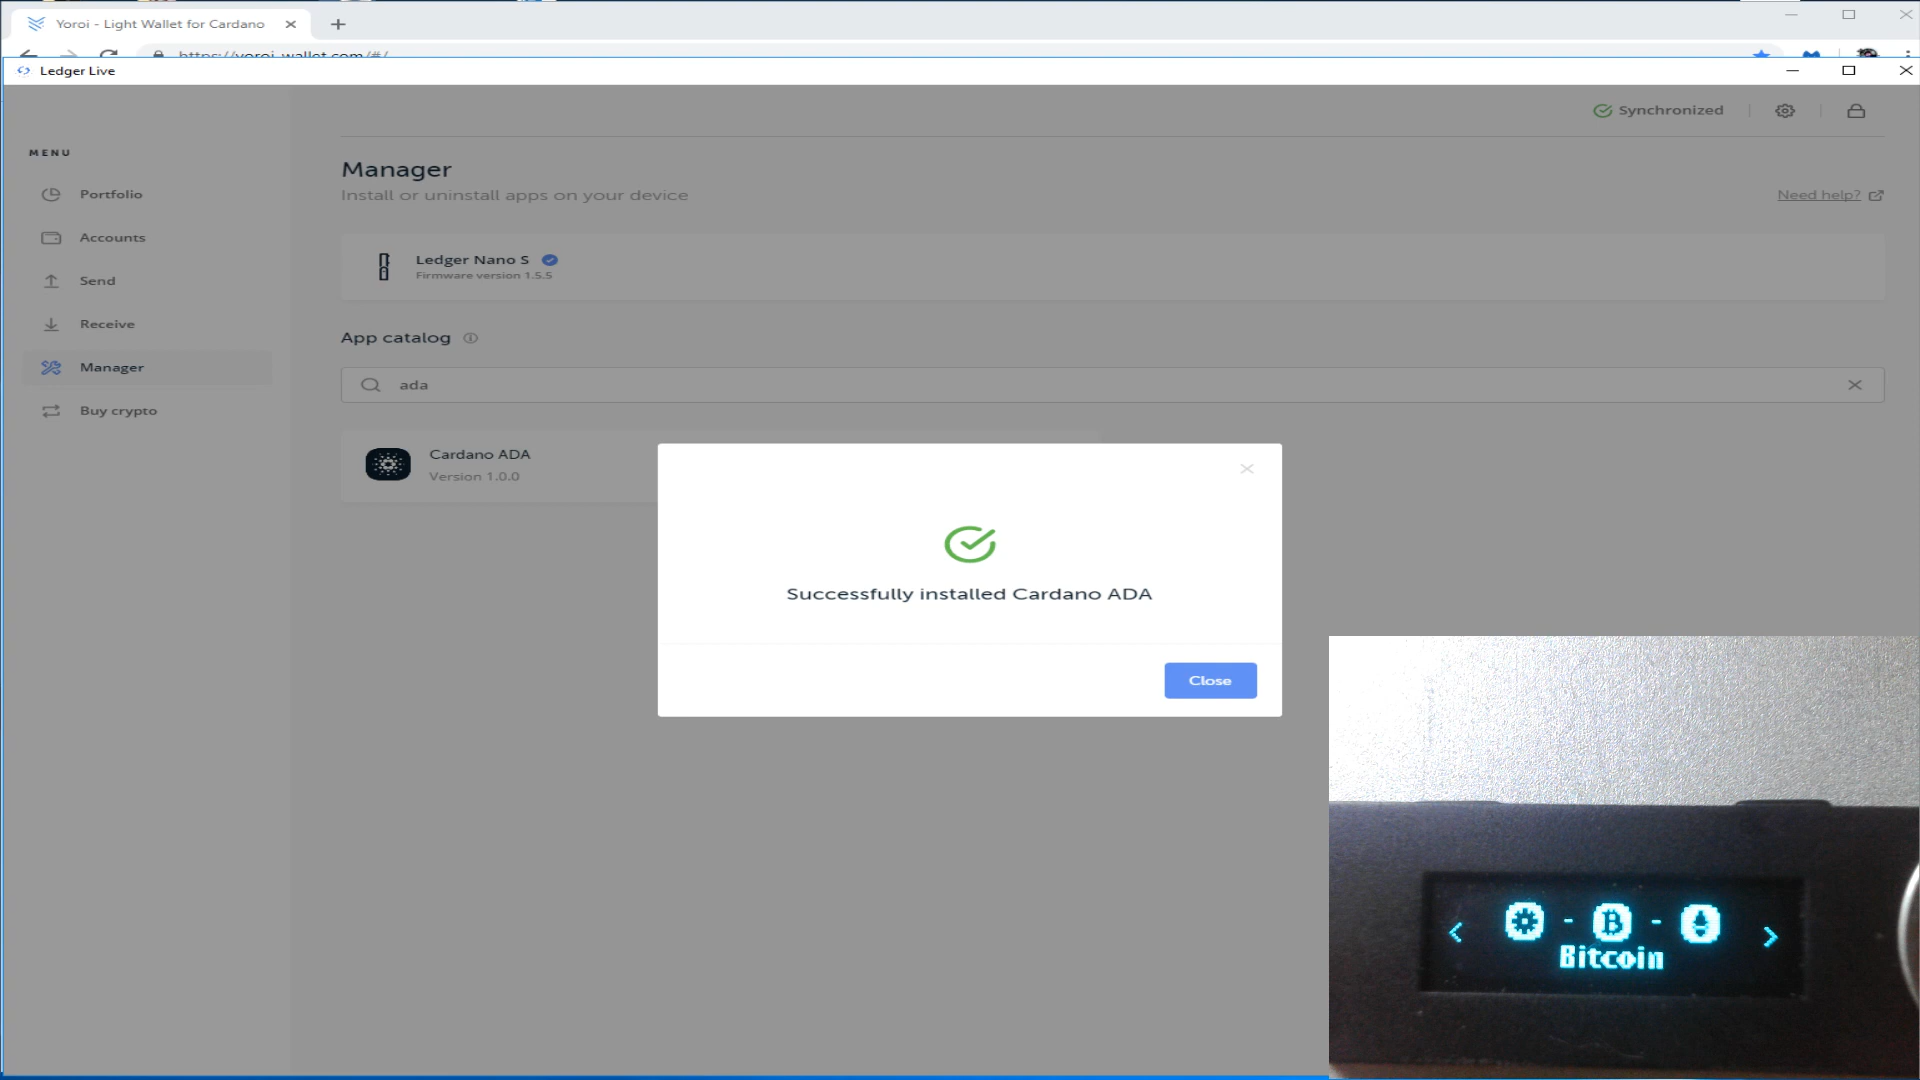 Yoroi - Light Wallet for Cardano
https://yoroi-wallet.com/#/
Ledger Live
Synchronized
MENU
Portfolio
Accounts
Send
Receive
Manager
Buy crypto
Manager
Install or uninstall apps on your device
Need help?
Ledger Nano S
Firmware version 1.5.5
App catalog
ada
Cardano ADA
Version 1.0.0
Successfully installed Cardano ADA
Close
Bitcoin